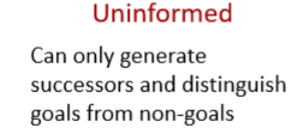 Uninformed
Can only generate
successors and distinguish
goals from non-goals